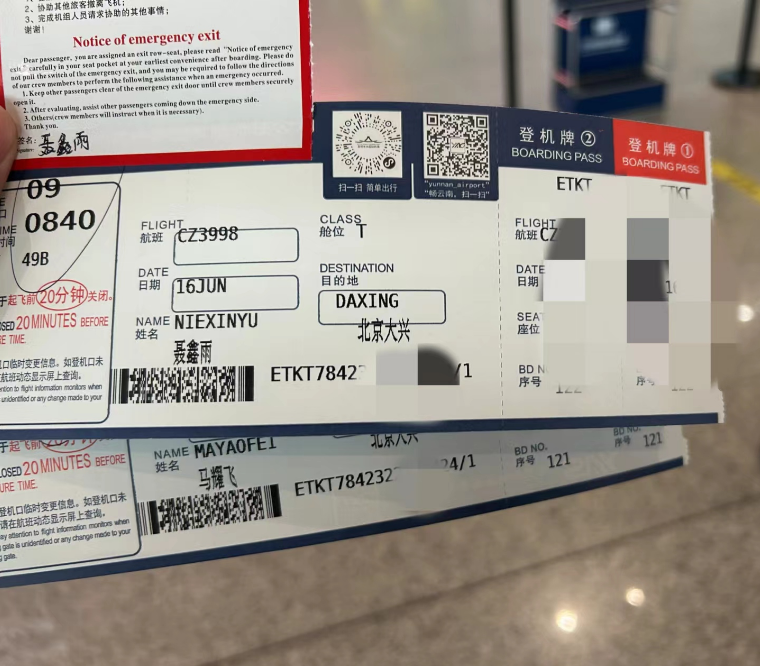 2、协助其他旅客撤离飞机；
3、完成机组人员请求协助的其他事情；
谢谢！
Notice of emergency exit
Dear passenger, you are assigned an exit row-seat, please read "Notice of emergency
exit" carefully in your seat pocket at your earliest convenience after boarding. Please do
not pull the switch of the emergency exit, and you may be required to follow the directions
of our crew members to perform the following assistance when an emergency occurred.
1. Keep other passengers clear of the emergency exit door until crew members securely
open it.
2. After evaluating, assist other passengers coming down the emergency side.
3. Others(crew members will instruct when it is necessary).
Thank you.
签名：聂鑫雨
扫一扫 简单出行
"yunnan_airport"
"畅云南，扫一扫"
登机牌 ②
BOARDING PASS
登机牌 ①
BOARDING PASS
09
0840
49B
于起飞前20分钟关闭。
OSED 20 MINUTES BEFORE
URE TIME.
口临时变更信息。如登机口未
航班动态显示屏上查询。
ention to flight information monitors when
unidentified or any change made to your
FLIGHT
航班 CZ3998
DATE
日期 16JUN
NAME NIEXINYU
姓名
聂鑫雨
CLASS
舱位 T
DESTINATION
目的地
DAXING
北京大兴
ETKT7842? /1
ETKT
ETKT
FLIGHT
航班 CZ
DATE
日期
SEAT
座位
BD N
序号
序号
于起飞前20分钟关闭
LOSED 20 MINUTES BEFORE
URE TIME.
登机口临时变更信息。如登机口未
请在航班动态显示屏上查询。
ay attention to flight information monitors when
gate is unidentified or any change made to your
g gate.
NAME MAYAOFEI
姓名
马耀飞
北京大兴
ETKT784232 24/1
BD NO.
序号 121
BD NO.
序号 121